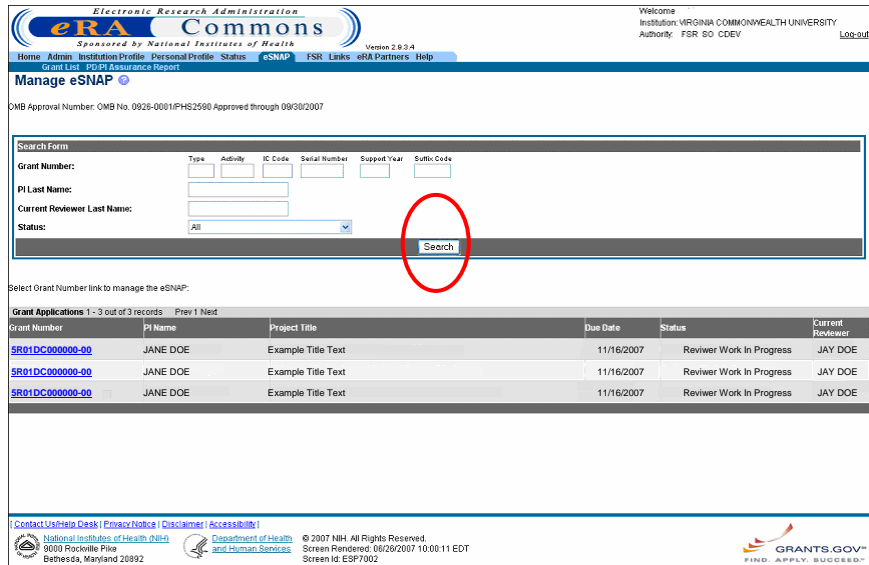 Electronic Research Administration
eRA Commons
Sponsored by National Institutes of Health
Version 2.9.3.4
Welcome
Institution: VIRGINIA COMMONWEALTH UNIVERSITY
Authority: FSR SO CDEV Log-out
Home Admin Institution Profile Personal Profile Status eSNAP FSR Links eRA Partners Help
Grant List PD/PI Assurance Report
Manage eSNAP ?
OMB Approval Number: OMB No. 0926-0001/PHS2590 Approved through 09/30/2007
Search Form
Type Activity IC Code Serial Number Support Year Suffix Code
Grant Number:
PI Last Name:
Current Reviewer Last Name:
Status: All
Search
Select Grant Number link to manage the eSNAP:
Grant Applications 1 - 3 out of 3 records Prev 1 Next
Grant Number PI Name Project Title Due Date Status Current Reviewer
5R01DC000000-00 JANE DOE Example Title Text 11/16/2007 Reviwer Work In Progress JAY DOE
5R01DC000000-00 JANE DOE Example Title Text 11/16/2007 Reviwer Work In Progress JAY DOE
5R01DC000000-00 JANE DOE Example Title Text 11/16/2007 Reviwer Work In Progress JAY DOE
[ Contact Us/Help Desk | Privacy Notice | Disclaimer | Accessibility ]
National Institutes of Health (NIH) Department of Health © 2007 NIH. All Rights Reserved.
9000 Rockville Pike and Human Services Screen Rendered: 06/26/2007 10:00:11 EDT
Bethesda, Maryland 20892 Screen Id: ESP7002
GRANTS.GOV℠
FIND. APPLY. SUCCEED.℠